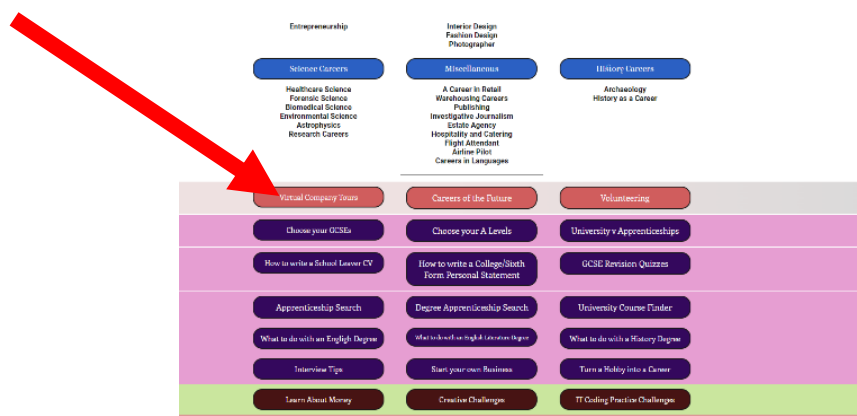 Entrepreneurship
Interior Design
Fashion Design
Photographer
Science Careers
Miscellaneous
History Careers
Healthcare Science
Forensic Science
Biomedical Science
Environmental Science
Astrophysics
Research Careers
A Career in Retail
Warehousing Careers
Publishing
Investigative Journalism
Estate Agency
Hospitality and Catering
Flight Attendant
Airline Pilot
Careers in Languages
Archaeology
History as a Career
Virtual Company Tours
Careers of the Future
Volunteering
Choose your GCSEs
Choose your A Levels
University v Apprenticeships
How to write a School Leaver CV
How to write a College/Sixth
Form Personal Statement
GCSE Revision Quizzes
Apprenticeship Search
Degree Apprenticeship Search
University Course Finder
What to do with an Engligh Degree
What to do with an English Literature Degree
What to do with a History Degree
Interview Tips
Start your own Business
Turn a Hobby into a Career
Learn About Money
Creative Challenges
IT Coding Practice Challenges